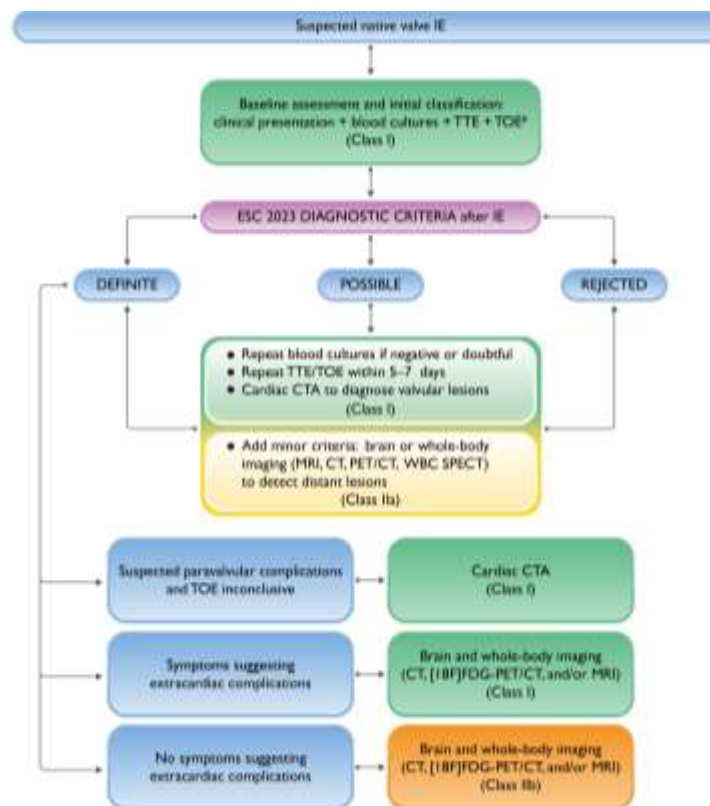 Suspected native valve IE
Baseline assessment and initial classification:
clinical presentation + blood cultures + TTE + TOEª
(Class I)
ESC 2023 DIAGNOSTIC CRITERIA after IE
DEFINITE
POSSIBLE
REJECTED
• Repeat blood cultures if negative or doubtful
• Repeat TTE/TOE within 5–7 days
• Cardiac CTA to diagnose valvular lesions
(Class I)
• Add minor criteria: brain or whole-body
imaging (MRI, CT, PET/CT, WBC SPECT)
to detect distant lesions
(Class IIa)
Suspected paravalvular complications
and TOE inconclusive
Cardiac CTA
(Class I)
Symptoms suggesting
extracardiac complications
Brain and whole-body imaging
(CT, [18F]FDG-PET/CT, and/or MRI)
(Class I)
No symptoms suggesting
extracardiac complications
Brain and whole-body imaging
(CT, [18F]FDG-PET/CT, and/or MRI)
(Class IIb)